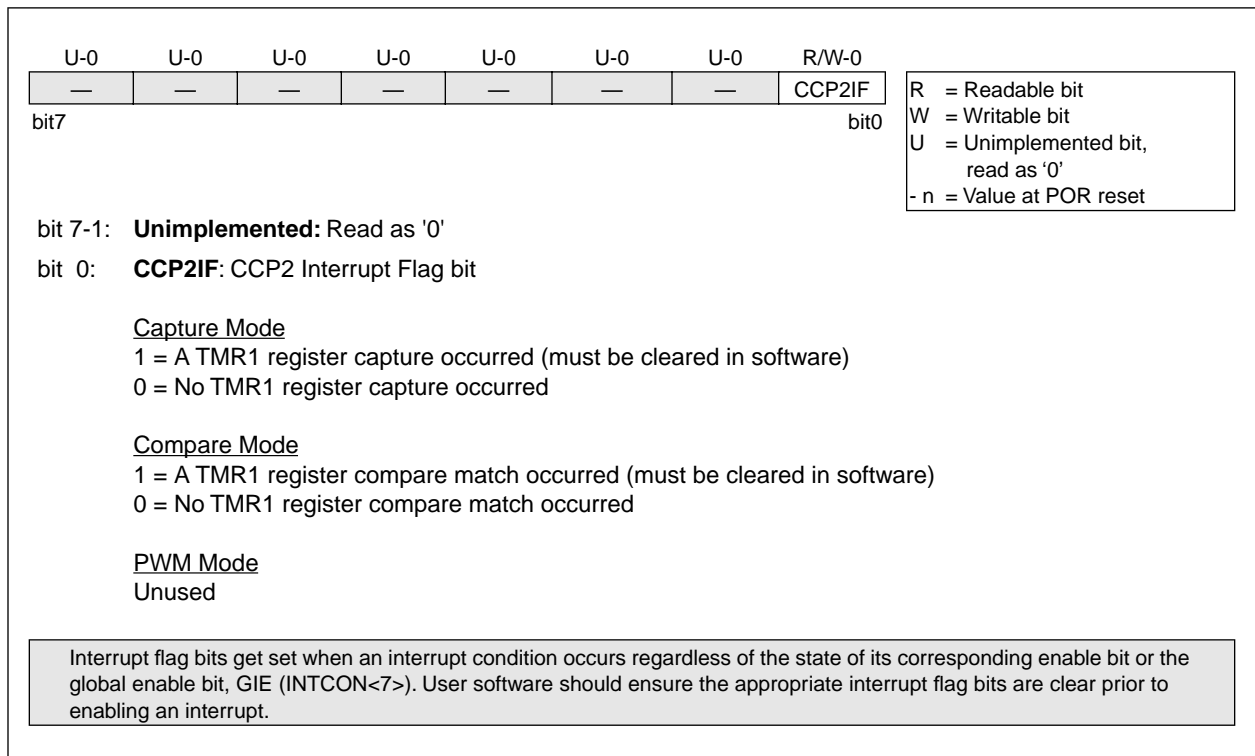 U-0 U-0 U-0 U-0 U-0 U-0 U-0 R/W-0
— — — — — — — CCP2IF
bit7 bit0
R = Readable bit
W = Writable bit
U = Unimplemented bit,
read as ‘0’
- n = Value at POR reset
bit 7-1: Unimplemented: Read as '0'
bit 0: CCP2IF: CCP2 Interrupt Flag bit
Capture Mode
1 = A TMR1 register capture occurred (must be cleared in software)
0 = No TMR1 register capture occurred
Compare Mode
1 = A TMR1 register compare match occurred (must be cleared in software)
0 = No TMR1 register compare match occurred
PWM Mode
Unused
Interrupt flag bits get set when an interrupt condition occurs regardless of the state of its corresponding enable bit or the
global enable bit, GIE (INTCON<7>). User software should ensure the appropriate interrupt flag bits are clear prior to
enabling an interrupt.